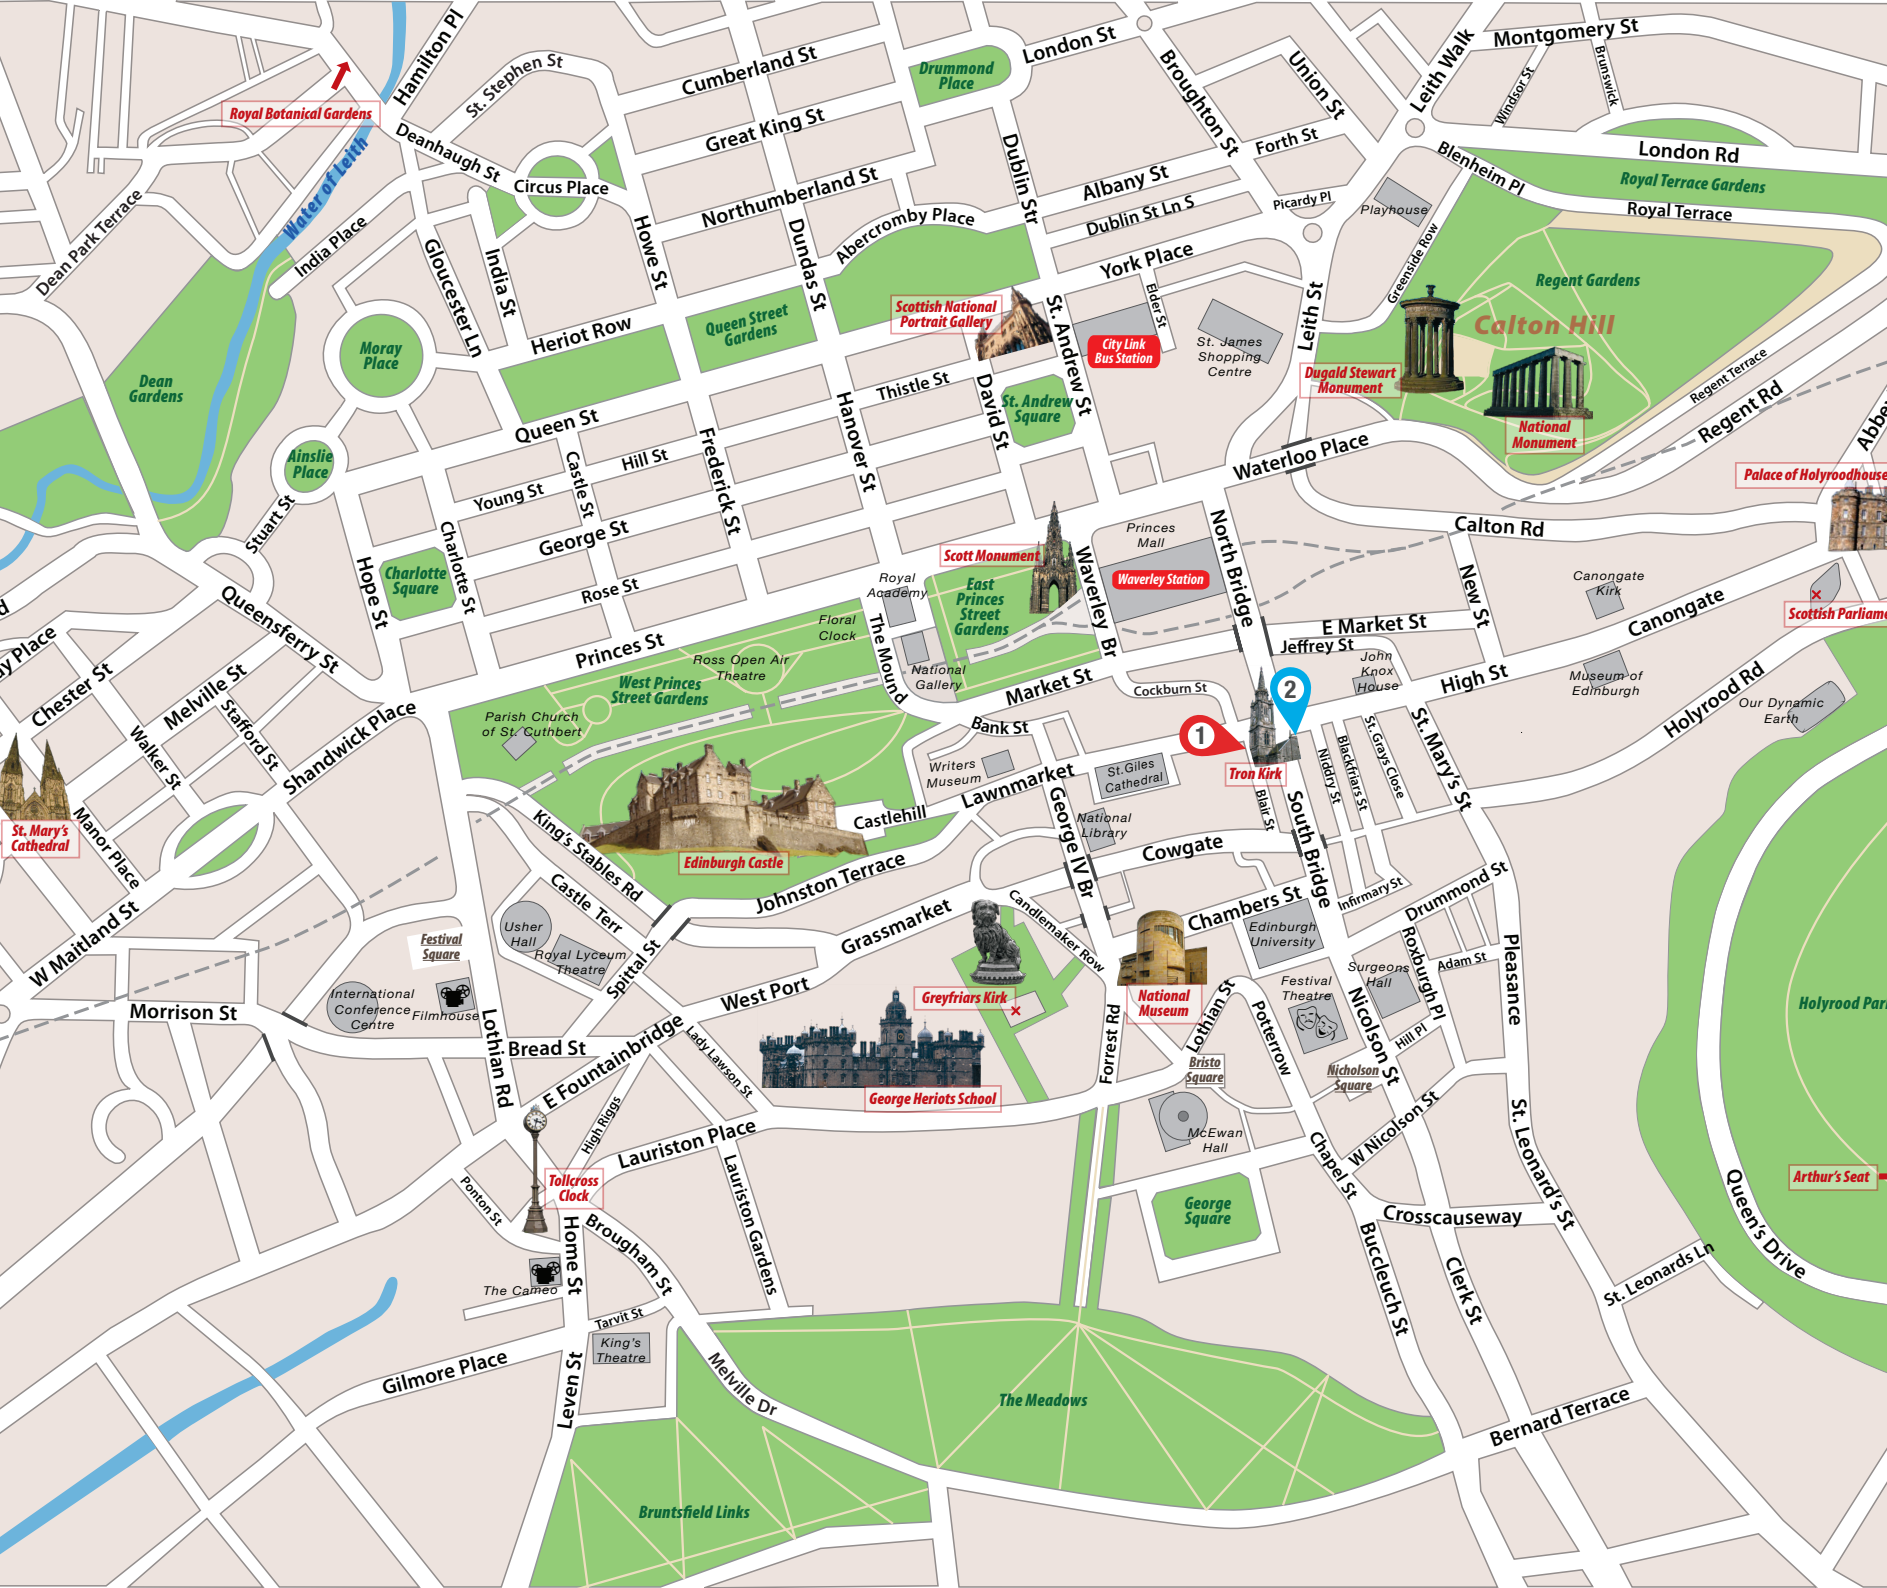 Hamilton Pl
St. Stephen St
Cumberland St
Drummond
Place
London St
Broughton St
Union St
Leith Walk
Montgomery St
Windsor St
Brunswick
Royal Botanical Gardens
Water of Leith
Deanhaugh St
Circus Place
Great King St
Northumberland St
Dublin Str
Albany St
Forth St
Dublin St Ln S
Picardy Pl
Playhouse
Blenheim Pl
London Rd
Royal Terrace Gardens
Royal Terrace
Dean Park Terrace
India Place
Gloucester Ln
India St
Howe St
Dundas St
Abercromby Place
York Place
Elder St
Greenside Row
Regent Gardens
Calton Hill
Heriot Row
Queen Street
Gardens
Scottish National
Portrait Gallery
St. Andrew St
City Link
Bus Station
St. James
Shopping
Centre
Leith St
Dugald Stewart
Monument
National
Monument
Regent Terrace
Regent Rd
Abbey
Moray
Place
Dean
Gardens
Ainslie
Place
Stuart St
Queen St
Thistle St
David St
St. Andrew
Square
Hanover St
Frederick St
Castle St
Hill St
Young St
George St
Rose St
Charlotte St
Charlotte
Square
Hope St
Waterloo Place
Calton Rd
Palace of Holyroodhouse
Scottish Parliame
North Bridge
Princes
Mall
Waverley Station
Waverley Br
Scott Monument
East
Princes
Street
Gardens
Royal
Academy
Floral
Clock
The Mound
National
Gallery
Princes St
Ross Open Air
Theatre
West Princes
Street Gardens
Parish Church
of St. Cuthbert
Queensferry St
Chester St
Melville St
Stafford St
Walker St
Manor Place
Shandwick Place
St. Mary's
Cathedral
W Maitland St
New St
E Market St
Jeffrey St
Canongate
Kirk
Canongate
John
Knox
House
High St
Museum of
Edinburgh
Holyrood Rd
Our Dynamic
Earth
Market St
Cockburn St
Bank St
1
2
Tron Kirk
Writers
Museum
Lawnmarket
St.Giles
Cathedral
Castlehill
Edinburgh Castle
King's Stables Rd
Johnston Terrace
George IV Br
National
Library
Cowgate
Blair St
South Bridge
Niddry St
Blackfriars St
St. Grays Close
St. Mary's St
Infirmary St
Drummond St
Castle Terr
Usher
Hall
Royal Lyceum
Theatre
Spittal St
Grassmarket
Candlemaker Row
Chambers St
Edinburgh
University
National
Museum
Greyfriars Kirk
West Port
Festival
Square
International
Conference
Centre
Filmhouse
Morrison St
Lothian Rd
Bread St
E Fountainbridge
Lady Lawson St
George Heriots School
Forrest Rd
Lothian St
Potterrow
Festival
Theatre
Surgeons
Hall
Roxburgh Pl
Adam St
Hill Pl
Pleasance
Nicolson St
Nicholson
Square
Bristo
Square
McEwan
Hall
W Nicolson St
Chapel St
St. Leonard's St
Holyrood Par
Arthur's Seat
Queen's Drive
St. Leonards Ln
Crosscauseway
Clerk St
Buccleuch St
George
Square
High Riggs
Lauriston Place
Lauriston Gardens
Tollcross
Clock
Ponton St
Home St
Brougham St
The Cameo
Tarvit St
King's
Theatre
Gilmore Place
Leven St
Melville Dr
The Meadows
Bruntsfield Links
Bernard Terrace